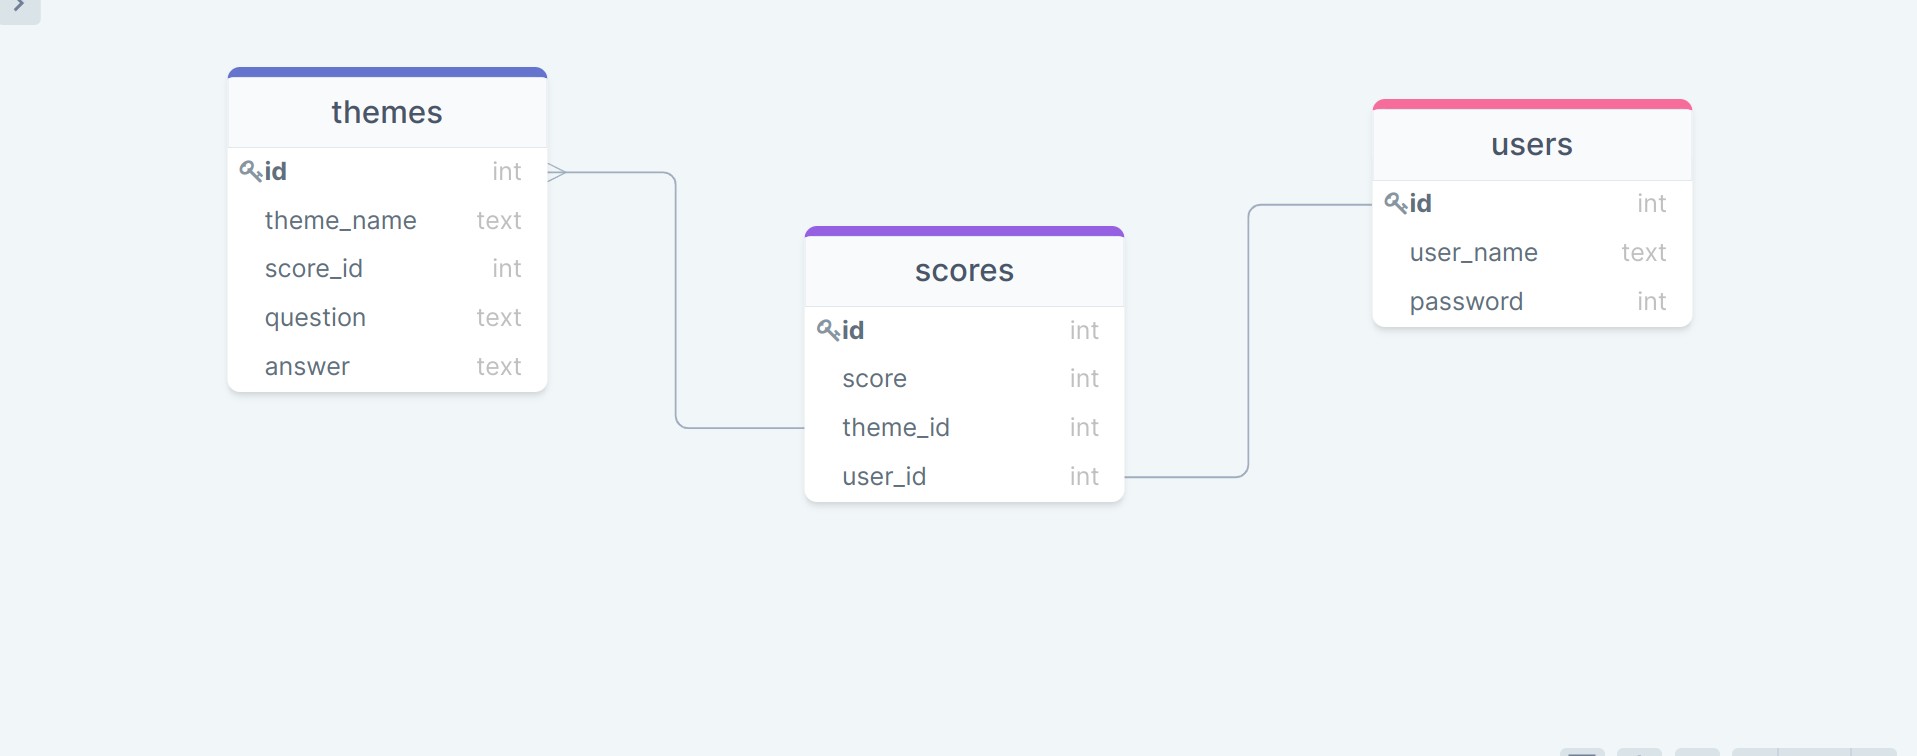 themes
id int
theme_name text
score_id int
question text
answer text
scores
id int
score int
theme_id int
user_id int
users
id int
user_name text
password int